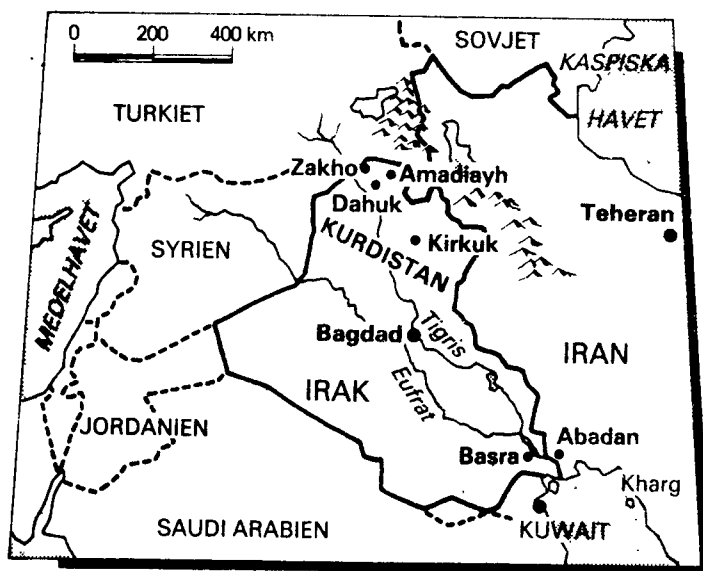 0 200 400 km
SOVJET
KASPISKA
HAVET
TURKIET
Zakho
Amadiayh
Dahuk
Teheran
KURDISTAN
Kirkuk
SYRIEN
MEDELHAVET
Bagdad
Tigris
IRAN
IRAK
Eufrat
JORDANIEN
Basra
Abadan
Kharg
KUWAIT
SAUDI ARABIEN